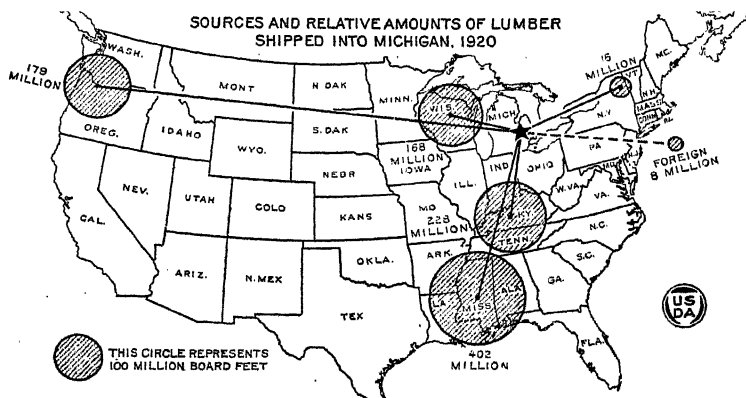 SOURCES AND RELATIVE AMOUNTS OF LUMBER
SHIPPED INTO MICHIGAN, 1920
WASH.
MONT
N.DAK
MINN.
WIS.
MICH.
15
MILLION
VT.
ME.
N.H.
MASS
CONN.
R.I.
N.Y.
179
MILLION
OREG.
IDAHO
WYO.
S.DAK
168
MILLION
IOWA
NEBR
PA
N.J.
FOREIGN
8 MILLION
NEV.
UTAH
COLO
KANS
MO
ILL.
IND
OHIO
W.VA
VA.
228
MILLION
KY.
CAL.
ARIZ.
N.MEX
OKLA.
ARK.
TENN.
N.C.
S.C.
GA.
TEX
LA.
MISS
ALA
FLA.
402
MILLION
US
DA
THIS CIRCLE REPRESENTS
100 MILLION BOARD FEET